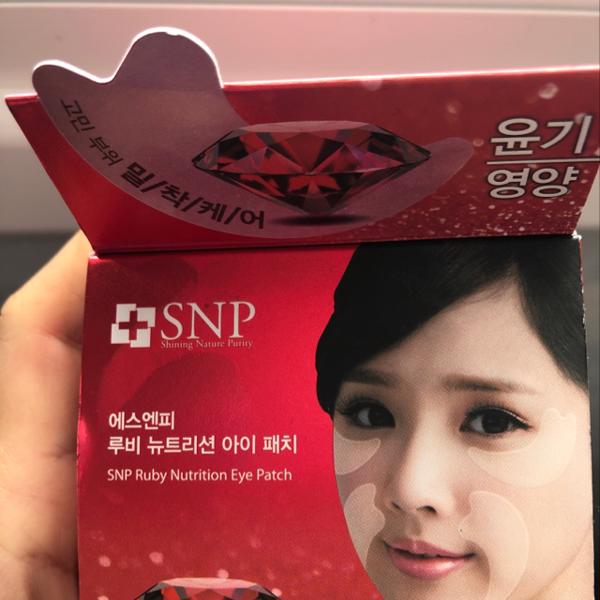 고민 부위 밀/착/케/어
윤기
영양
SNP
Shining Nature Purity
에스엔피
루비 뉴트리션 아이 패치
SNP Ruby Nutrition Eye Patch